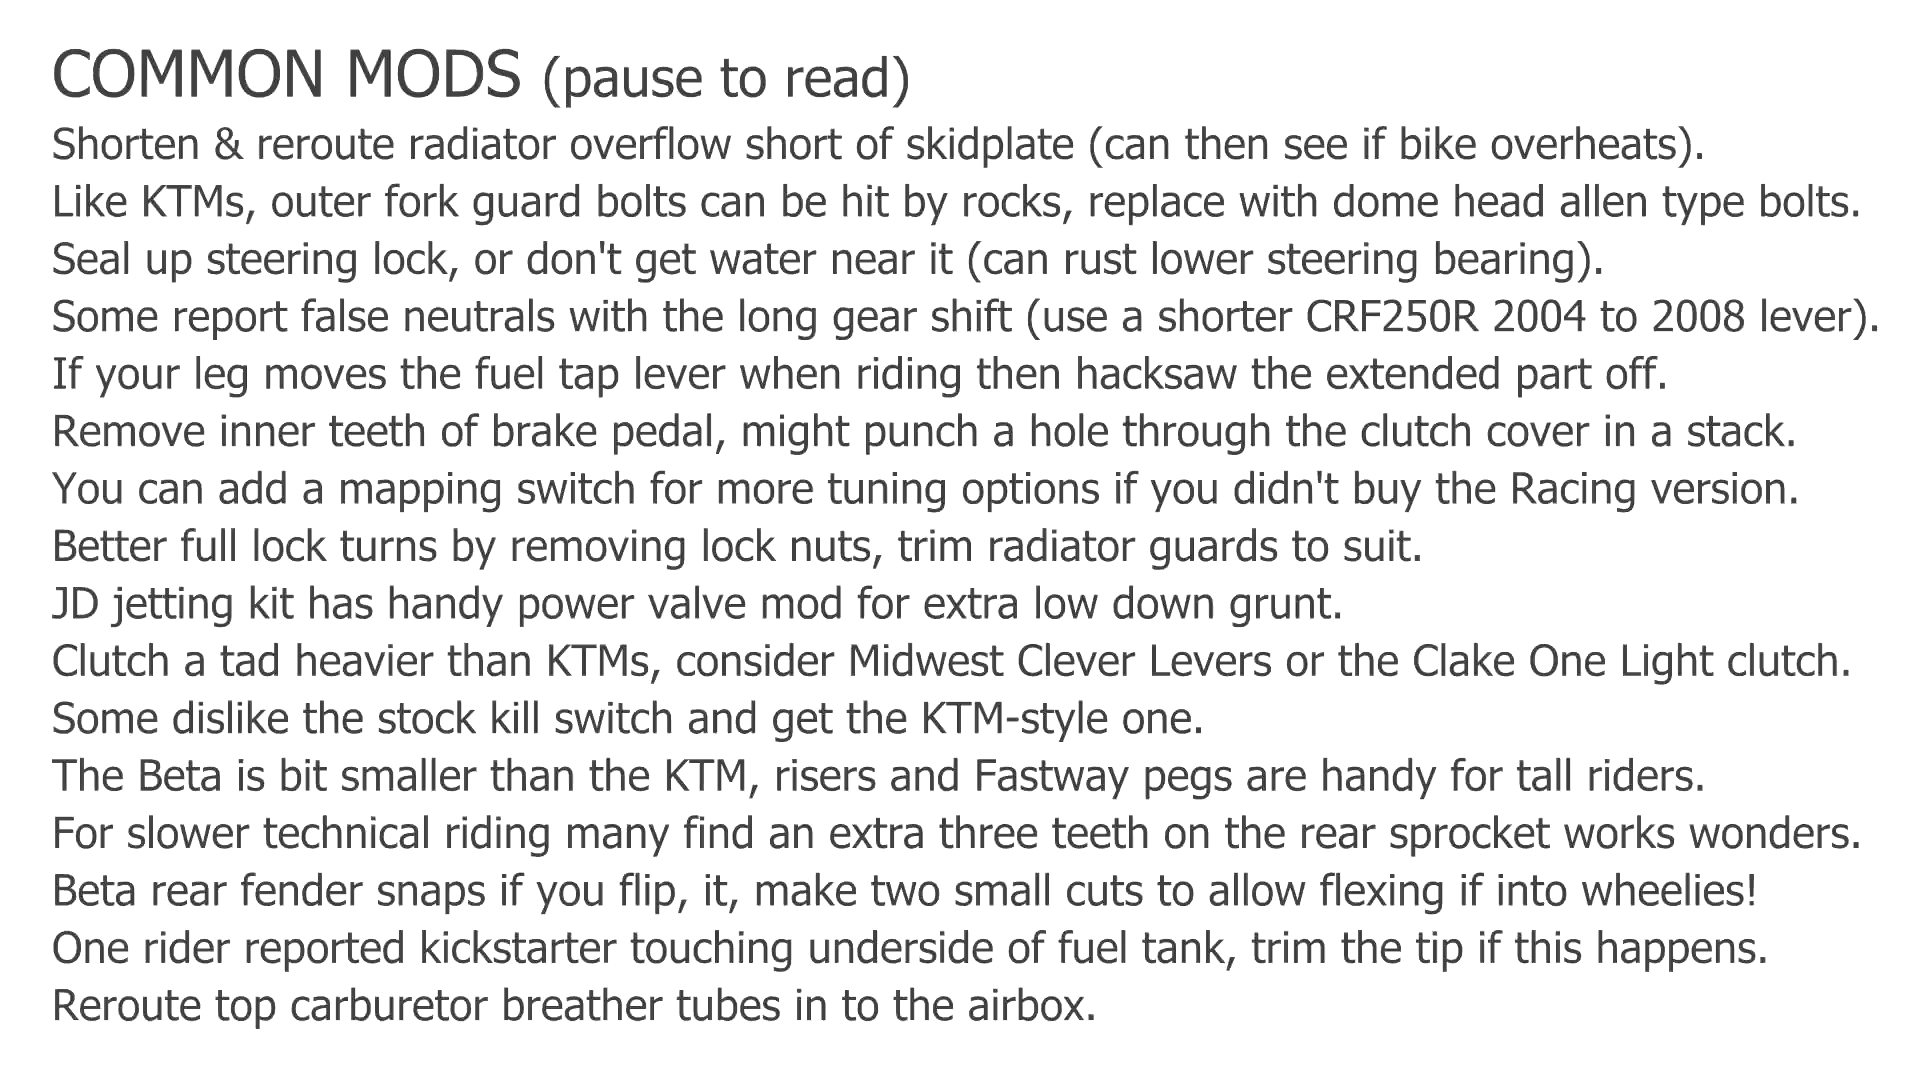 COMMON MODS (pause to read)
Shorten & reroute radiator overflow short of skidplate (can then see if bike overheats).
Like KTMs, outer fork guard bolts can be hit by rocks, replace with dome head allen type bolts.
Seal up steering lock, or don't get water near it (can rust lower steering bearing).
Some report false neutrals with the long gear shift (use a shorter CRF250R 2004 to 2008 lever).
If your leg moves the fuel tap lever when riding then hacksaw the extended part off.
Remove inner teeth of brake pedal, might punch a hole through the clutch cover in a stack.
You can add a mapping switch for more tuning options if you didn't buy the Racing version.
Better full lock turns by removing lock nuts, trim radiator guards to suit.
JD jetting kit has handy power valve mod for extra low down grunt.
Clutch a tad heavier than KTMs, consider Midwest Clever Levers or the Clake One Light clutch.
Some dislike the stock kill switch and get the KTM-style one.
The Beta is bit smaller than the KTM, risers and Fastway pegs are handy for tall riders.
For slower technical riding many find an extra three teeth on the rear sprocket works wonders.
Beta rear fender snaps if you flip, it, make two small cuts to allow flexing if into wheelies!
One rider reported kickstarter touching underside of fuel tank, trim the tip if this happens.
Reroute top carburetor breather tubes in to the airbox.